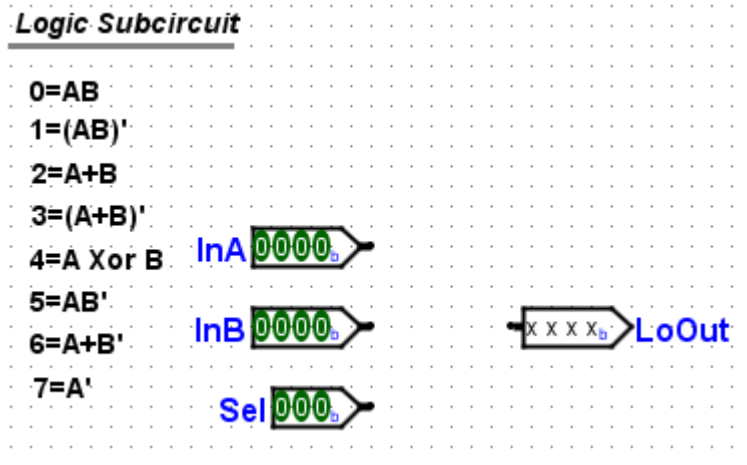 Logic Subcircuit
0=AB
1=(AB)'
2=A+B
3=(A+B)'
4=A Xor B
5=AB'
6=A+B'
7=A'
InA 0000b
InB 0000b
Sel 000b
x x x xb LoOut